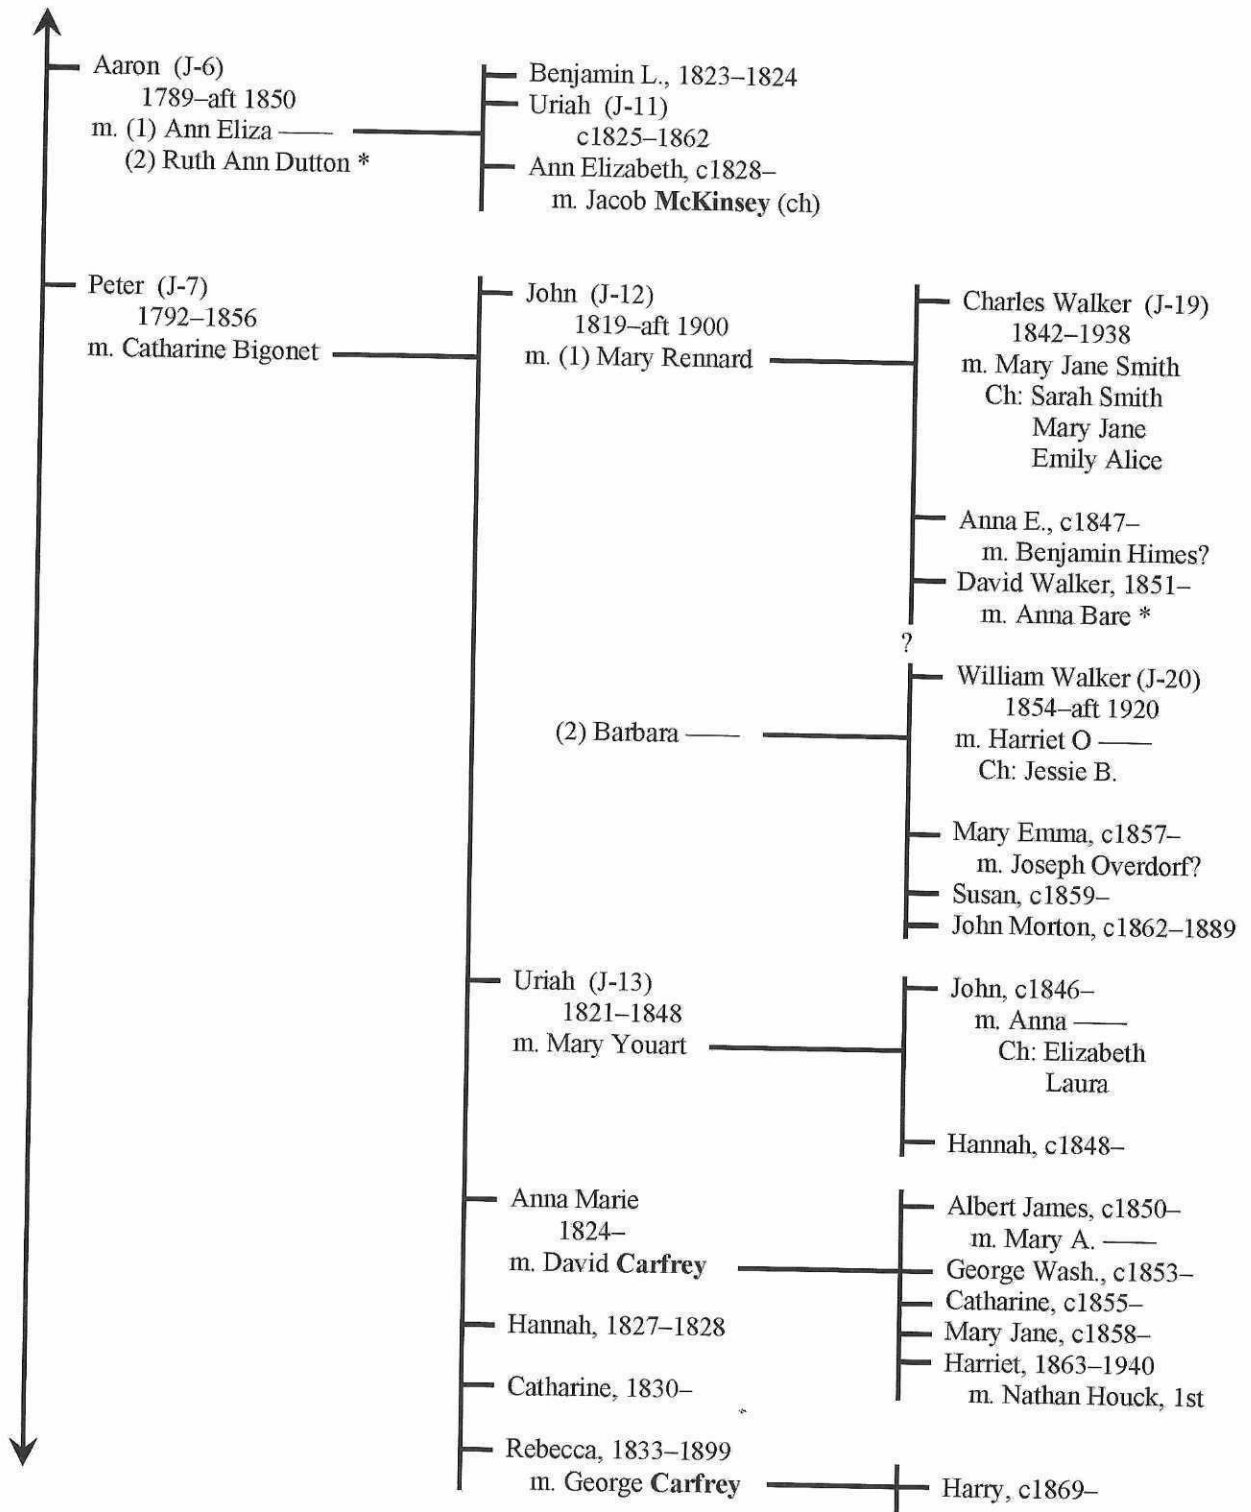 Aaron (J-6)
1789–aft 1850
m. (1) Ann Eliza ——
(2) Ruth Ann Dutton *
Benjamin L., 1823–1824
Uriah (J-11)
c1825–1862
Ann Elizabeth, c1828–
m. Jacob McKinsey (ch)
Peter (J-7)
1792–1856
m. Catharine Bigonet
John (J-12)
1819–aft 1900
m. (1) Mary Rennard
Charles Walker (J-19)
1842–1938
m. Mary Jane Smith
Ch: Sarah Smith
Mary Jane
Emily Alice
Anna E., c1847–
m. Benjamin Himes?
David Walker, 1851–
m. Anna Bare *
?
(2) Barbara ——
William Walker (J-20)
1854–aft 1920
m. Harriet O ——
Ch: Jessie B.
Mary Emma, c1857–
m. Joseph Overdorf?
Susan, c1859–
John Morton, c1862–1889
Uriah (J-13)
1821–1848
m. Mary Youart
John, c1846–
m. Anna ——
Ch: Elizabeth
Laura
Hannah, c1848–
Anna Marie
1824–
m. David Carfrey
Albert James, c1850–
m. Mary A. ——
George Wash., c1853–
Catharine, c1855–
Mary Jane, c1858–
Harriet, 1863–1940
m. Nathan Houck, 1st
Hannah, 1827–1828
Catharine, 1830–
Rebecca, 1833–1899
m. George Carfrey
Harry, c1869–